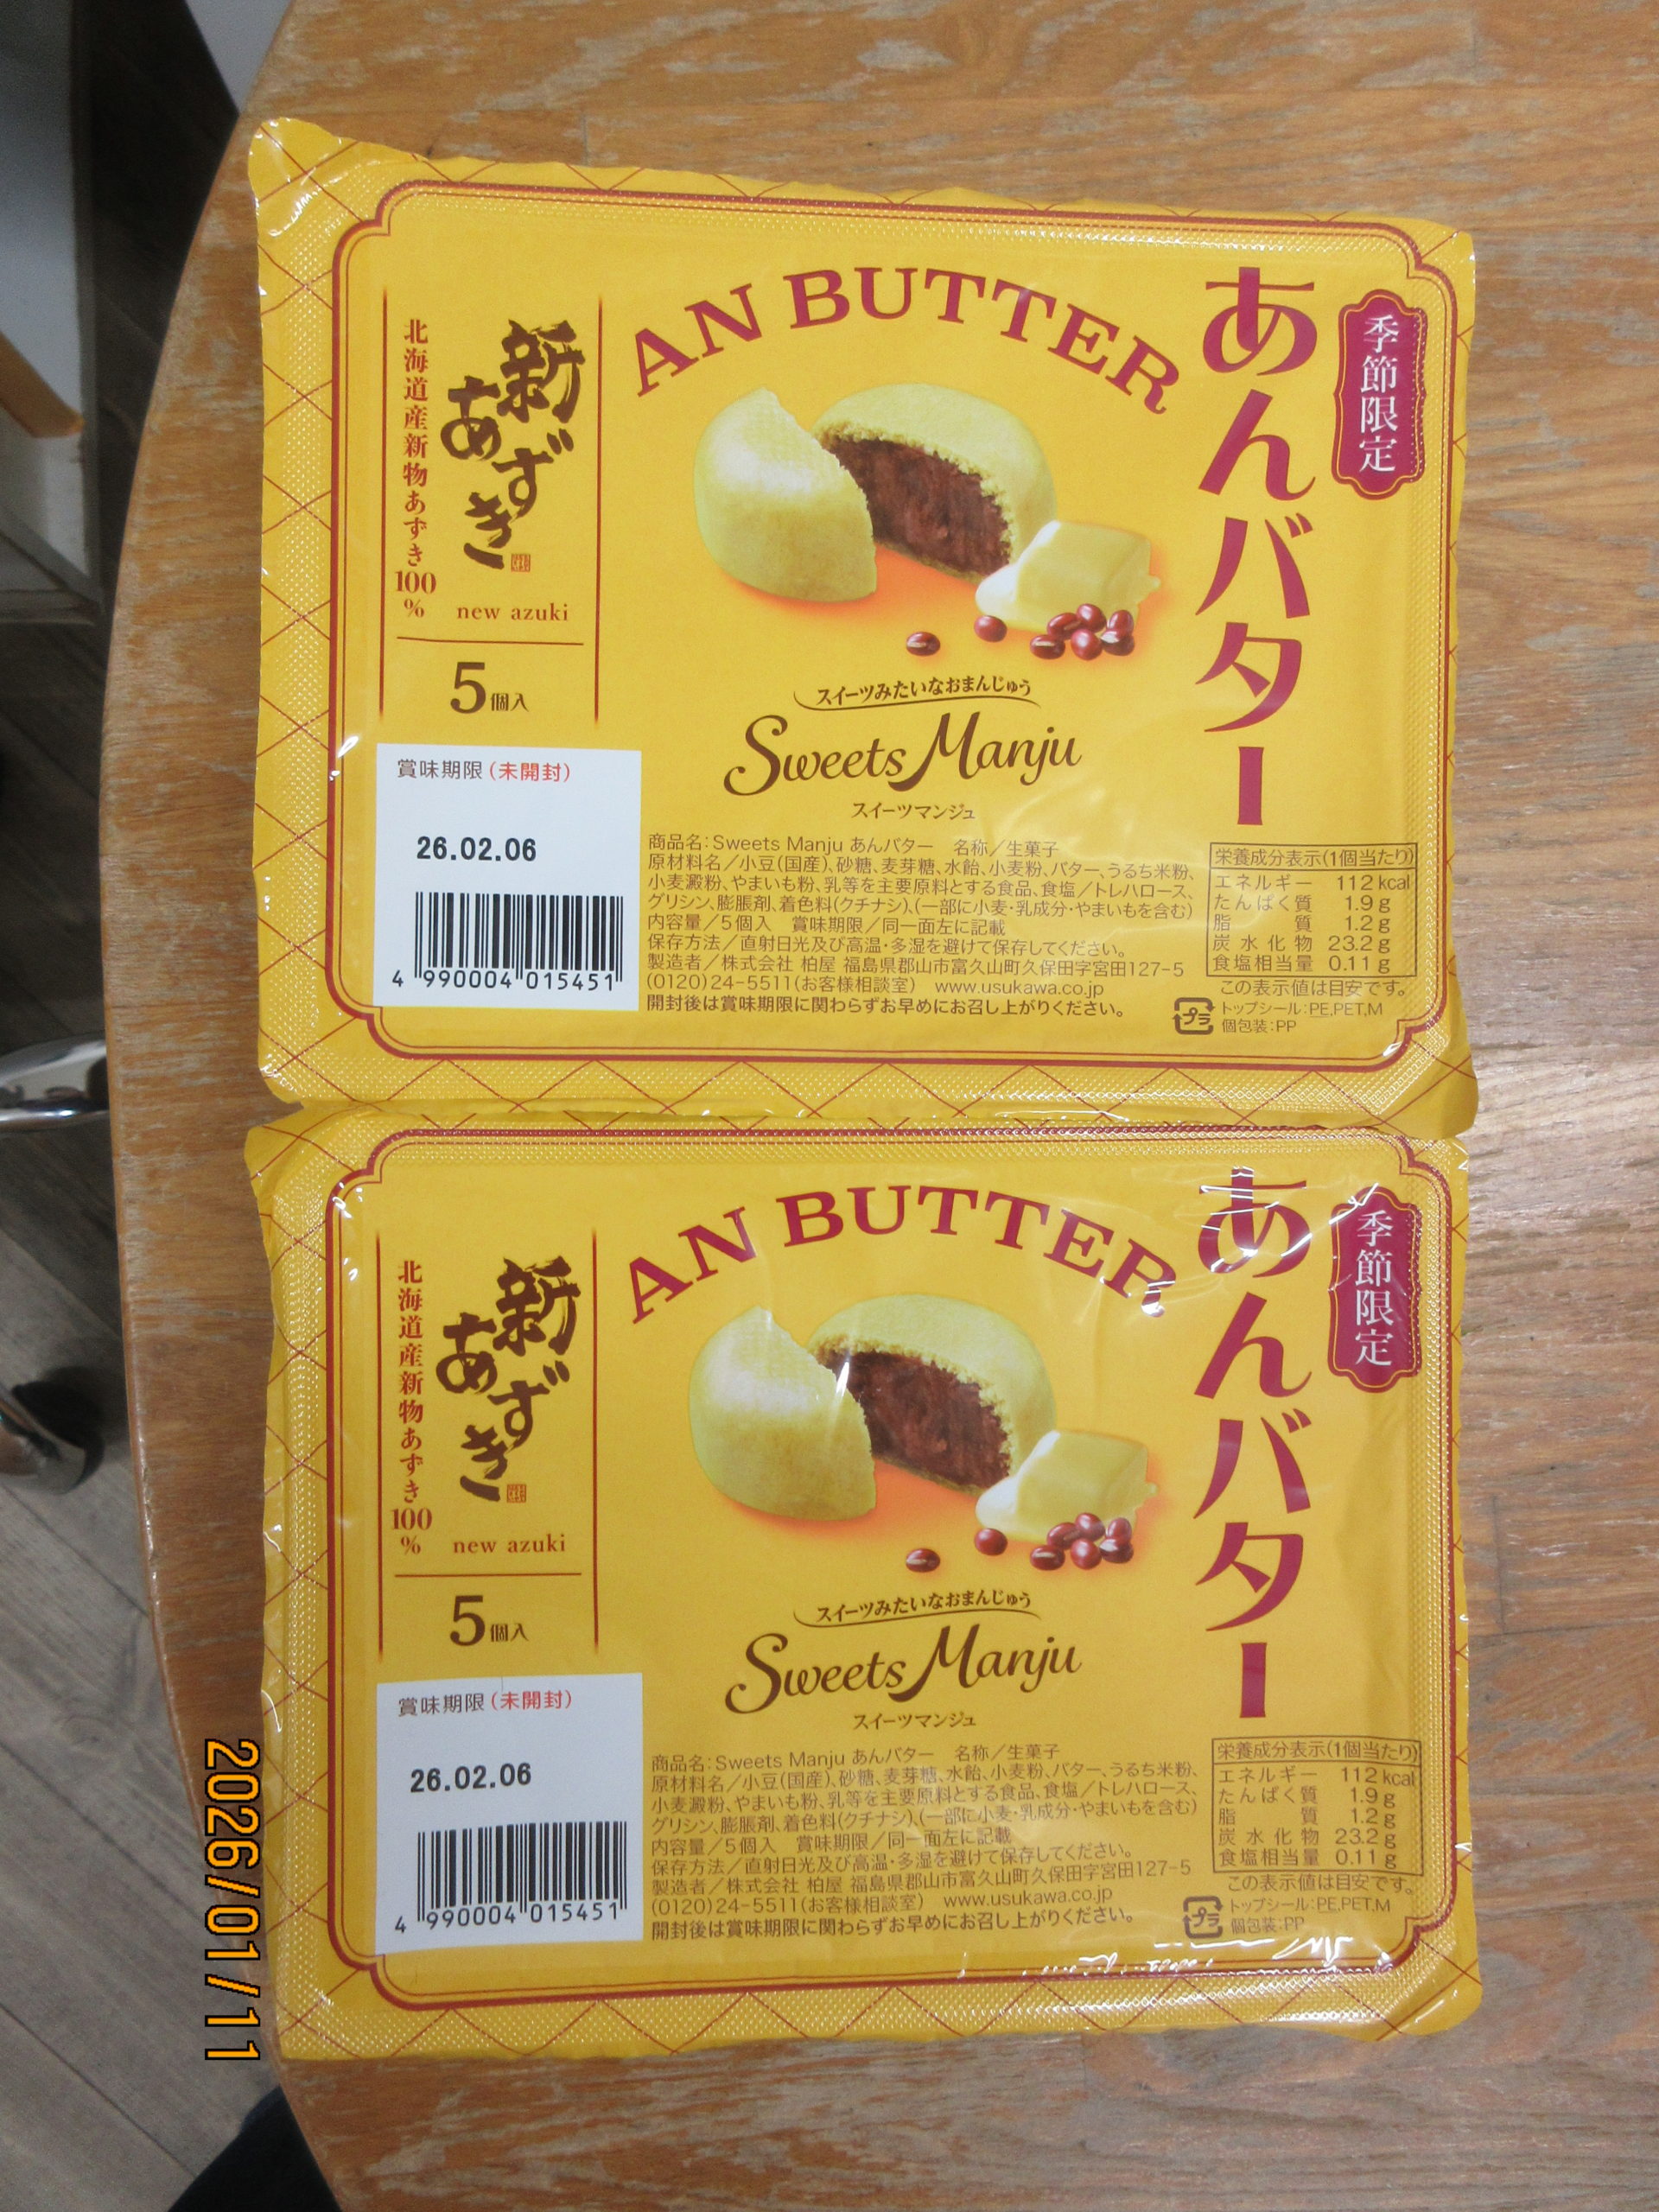 AN BUTTER
あんバター
季節限定
新あずき
北海道産新物あずき100%
new azuki
5個入
スイーツみたいなおまんじゅう
Sweets Manju
スイーツマンジュ
賞味期限(未開封)
26.02.06
4 990004 015451
商品名:Sweets Manju あんバター 名称/生菓子
原材料名/小豆(国産)、砂糖、麦芽糖、水飴、小麦粉、バター、うるち米粉、
小麦澱粉、やまいも粉、乳等を主要原料とする食品、食塩/トレハロース、
グリシン、膨脹剤、着色料(クチナシ)、(一部に小麦・乳成分・やまいもを含む)
内容量/5個入 賞味期限/同一面左に記載
保存方法/直射日光及び高温・多湿を避けて保存してください。
製造者/株式会社 柏屋 福島県郡山市富久山町久保田字宮田127-5
(0120)24-5511(お客様相談室) www.usukawa.co.jp
開封後は賞味期限に関わらずお早めにお召し上がりください。
栄養成分表示(1個当たり)
エネルギー 112kcal
たんぱく質 1.9g
脂質 1.2g
炭水化物 23.2g
食塩相当量 0.11g
この表示値は目安です。
プラ
トップシール:PE,PET,M
個包装:PP
AN BUTTER
あんバター
季節限定
新あずき
北海道産新物あずき100%
new azuki
5個入
スイーツみたいなおまんじゅう
Sweets Manju
スイーツマンジュ
賞味期限(未開封)
26.02.06
4 990004 015451
商品名:Sweets Manju あんバター 名称/生菓子
原材料名/小豆(国産)、砂糖、麦芽糖、水飴、小麦粉、バター、うるち米粉、
小麦澱粉、やまいも粉、乳等を主要原料とする食品、食塩/トレハロース、
グリシン、膨脹剤、着色料(クチナシ)、(一部に小麦・乳成分・やまいもを含む)
内容量/5個入 賞味期限/同一面左に記載
保存方法/直射日光及び高温・多湿を避けて保存してください。
製造者/株式会社 柏屋 福島県郡山市富久山町久保田字宮田127-5
(0120)24-5511(お客様相談室) www.usukawa.co.jp
開封後は賞味期限に関わらずお早めにお召し上がりください。
栄養成分表示(1個当たり)
エネルギー 112kcal
たんぱく質 1.9g
脂質 1.2g
炭水化物 23.2g
食塩相当量 0.11g
この表示値は目安です。
プラ
トップシール:PE,PET,M
個包装:PP
2026/01/11